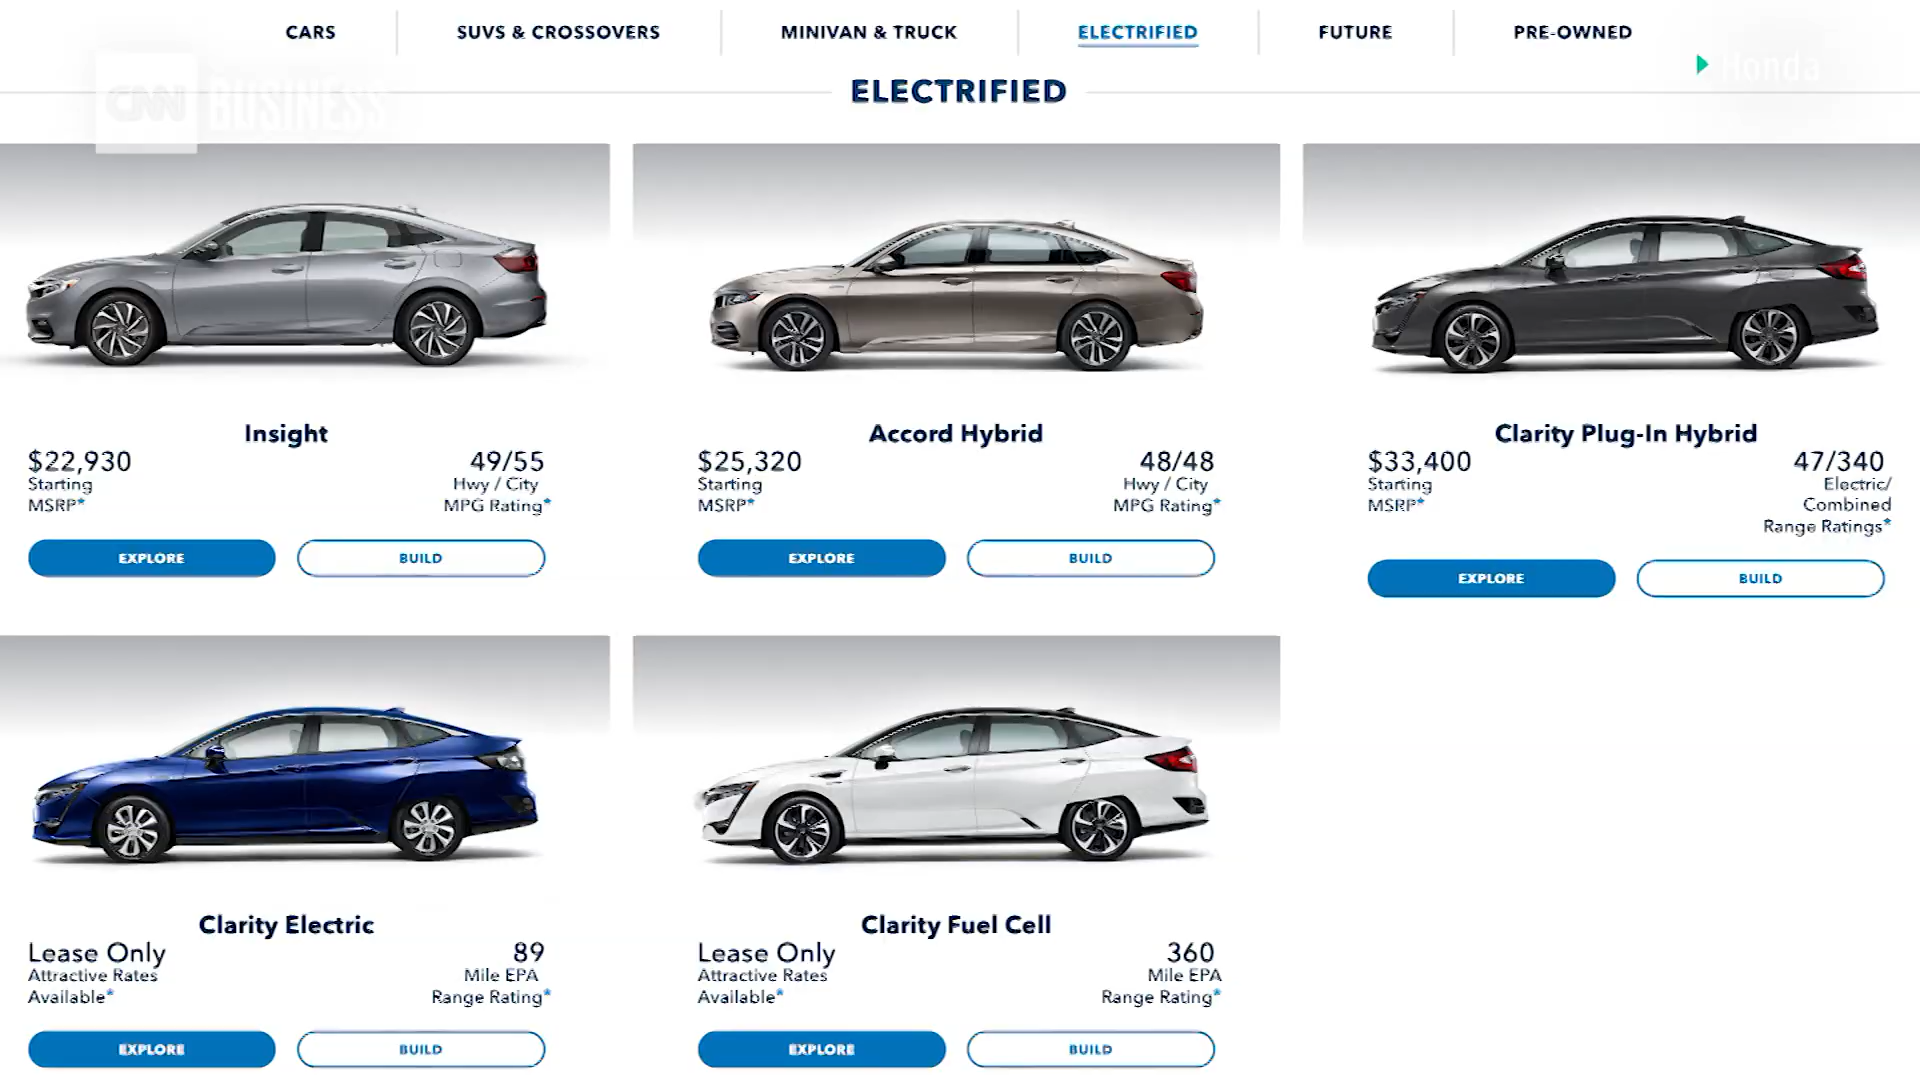 CARS
SUVS & CROSSOVERS
MINIVAN & TRUCK
ELECTRIFIED
FUTURE
PRE-OWNED
Honda
CNN BUSINESS
ELECTRIFIED
Insight
$22,930
Starting
MSRP*
49/55
Hwy / City
MPG Rating*
EXPLORE
BUILD
Accord Hybrid
$25,320
Starting
MSRP*
48/48
Hwy / City
MPG Rating*
EXPLORE
BUILD
Clarity Plug-In Hybrid
$33,400
Starting
MSRP*
47/340
Electric/
Combined
Range Ratings*
EXPLORE
BUILD
Clarity Electric
Lease Only
Attractive Rates
Available*
89
Mile EPA
Range Rating*
EXPLORE
BUILD
Clarity Fuel Cell
Lease Only
Attractive Rates
Available*
360
Mile EPA
Range Rating*
EXPLORE
BUILD